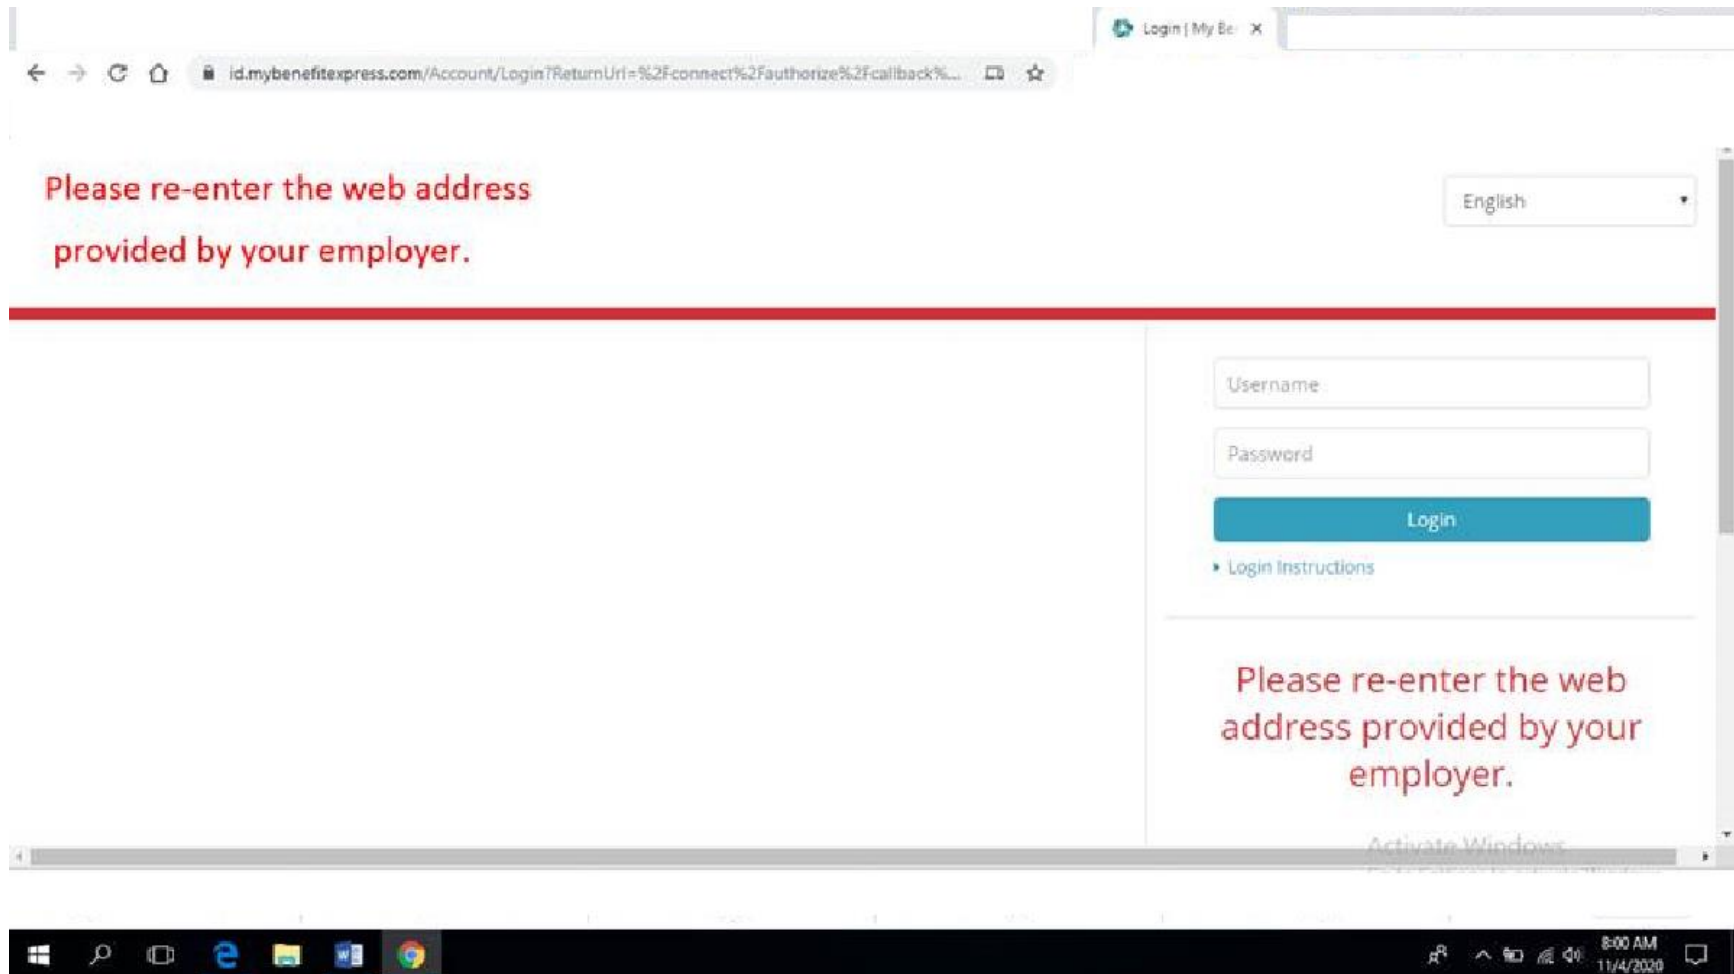 Login | My Be
id.mybenefitexpress.com/Account/Login?ReturnUrl=%2Fconnect%2Fauthorize%2Fcallback%...
Please re-enter the web address
provided by your employer.
English
Username
Password
Login
Login Instructions
Please re-enter the web
address provided by your
employer.
Activate Windows
8:00 AM
11/4/2020